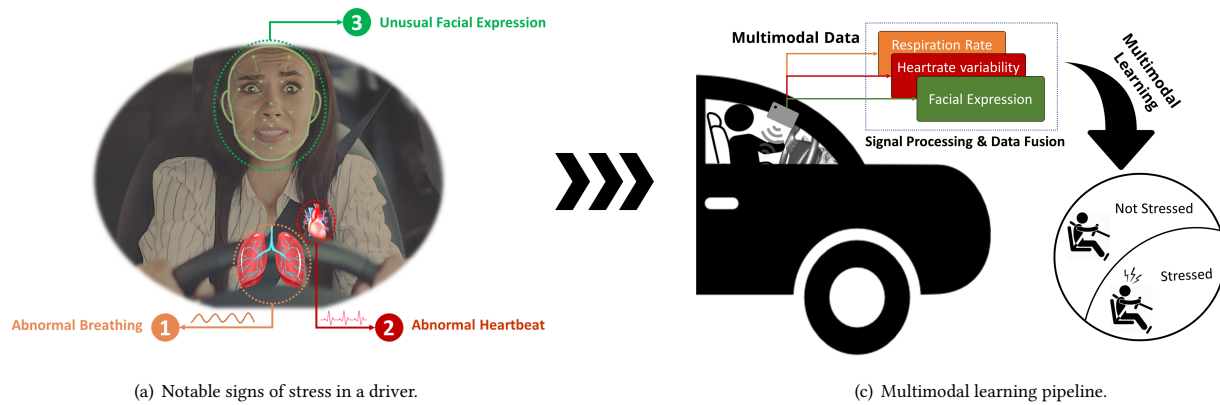 3 Unusual Facial Expression
Abnormal Breathing 1
2 Abnormal Heartbeat
(a) Notable signs of stress in a driver.
Multimodal Data
Respiration Rate
Heartrate variability
Facial Expression
Signal Processing & Data Fusion
Multimodal
Learning
Not Stressed
Stressed
(c) Multimodal learning pipeline.